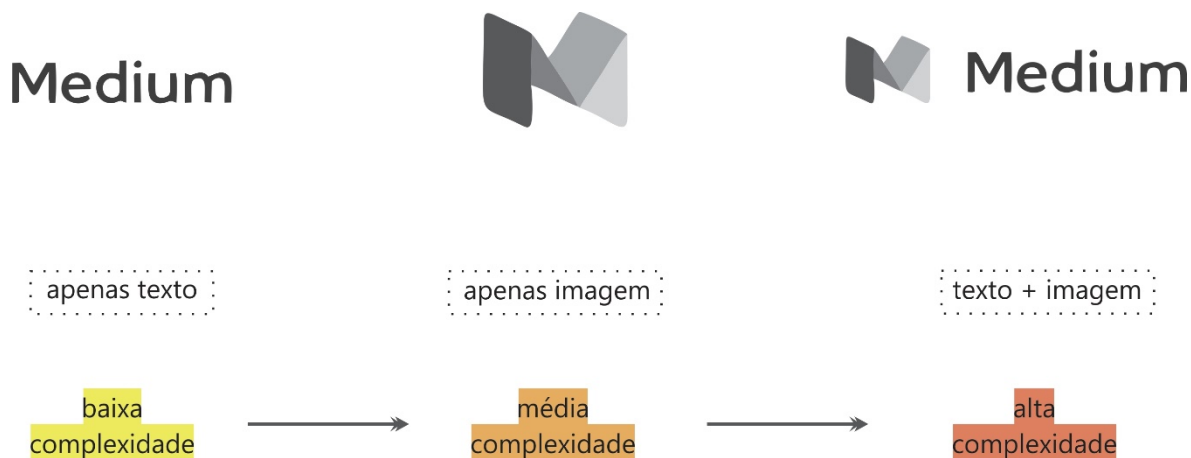 Medium
Medium
apenas texto
apenas imagem
texto + imagem
baixa
complexidade
média
complexidade
alta
complexidade